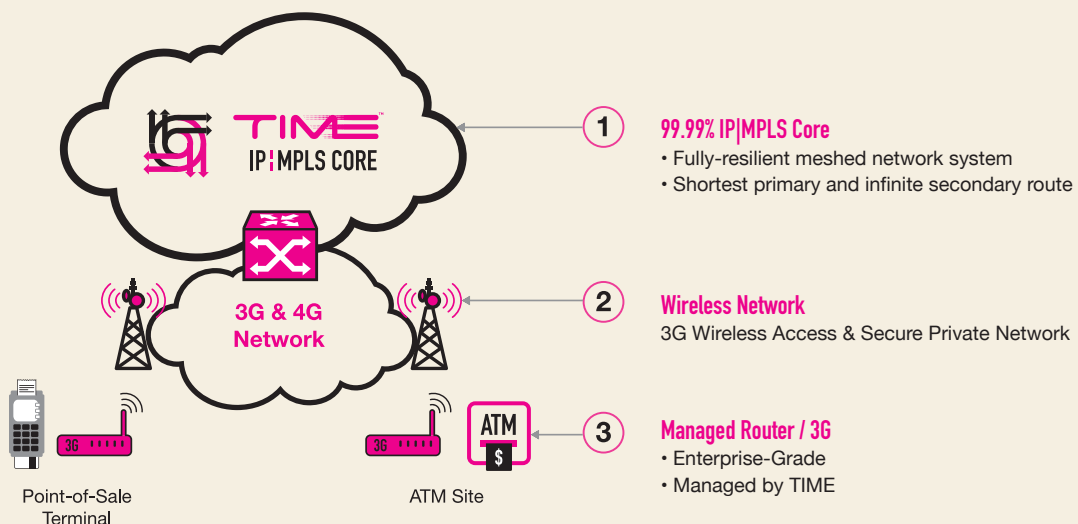 TIME™
IP¦MPLS CORE
3G & 4G
Network
3G
Point-of-Sale
Terminal
3G
ATM
$
ATM Site
1
99.99% IP|MPLS Core
• Fully-resilient meshed network system
• Shortest primary and infinite secondary route
2
Wireless Network
3G Wireless Access & Secure Private Network
3
Managed Router / 3G
• Enterprise-Grade
• Managed by TIME